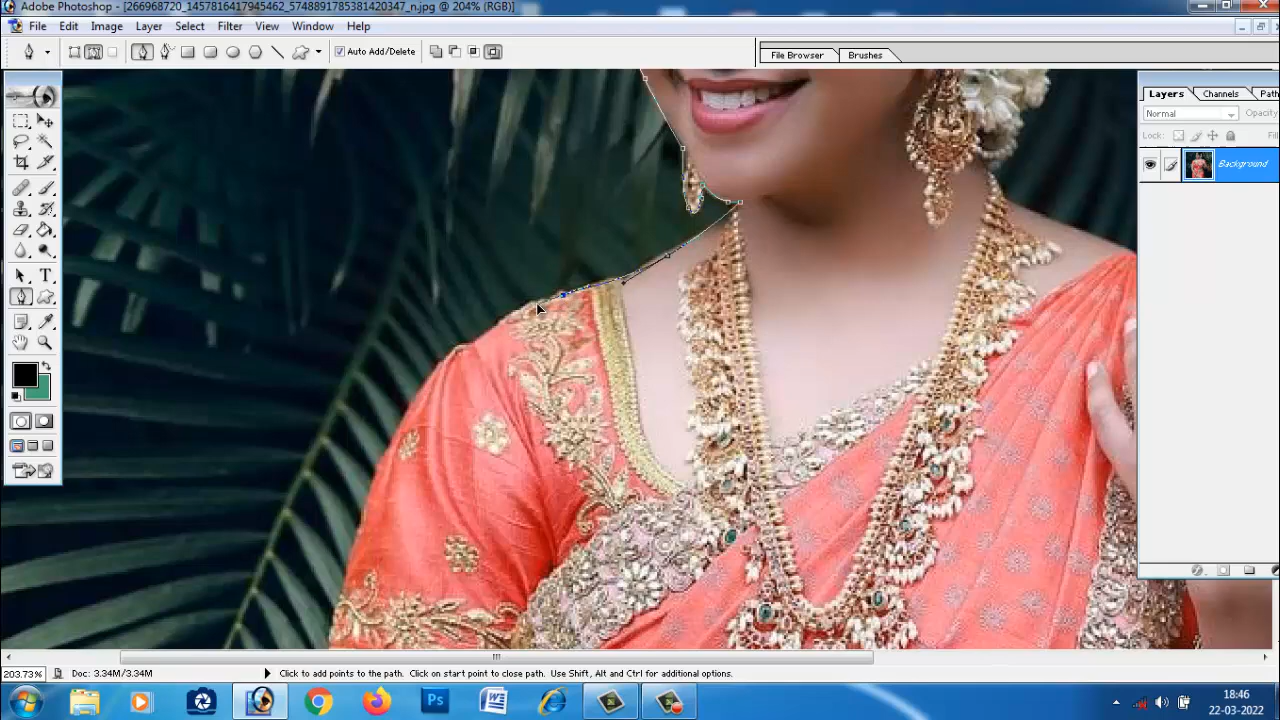 Adobe Photoshop - [266968720_1457816417945462_5748891785381420347_n.jpg @ 204% (RGB)]
File Edit Image Layer Select Filter View Window Help
Auto Add/Delete
File Browser Brushes
Layers Channels Path
Normal Opacity
Lock: Fil
Background
203.73% Doc: 3.34M/3.34M Click to add points to the path. Click on start point to close path. Use Shift, Alt and Ctrl for additional options.
Ps
18:46
22-03-2022